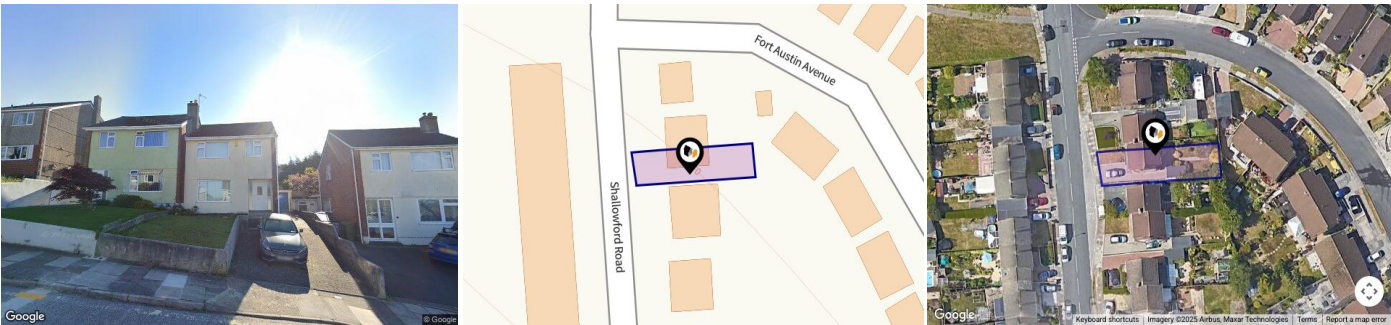 Google
© Google
Fort Austin Avenue
Shallowford Road
Google
Keyboard shortcuts
Imagery ©2025 Airbus, Maxar Technologies
Terms
Report a map error